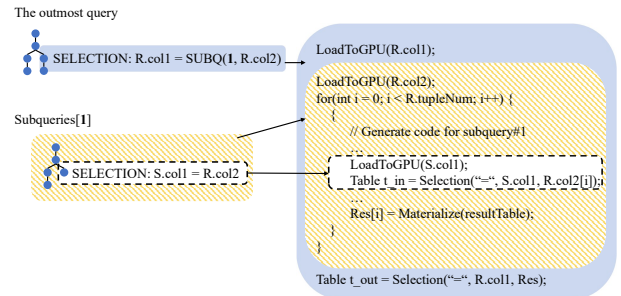 The outmost query
SELECTION: R.col1 = SUBQ(1, R.col2)
Subqueries[1]
SELECTION: S.col1 = R.col2
LoadToGPU(R.col1);
LoadToGPU(R.col2);
for(int i = 0; i < R.tupleNum; i++) {
{
// Generate code for subquery#1
...
LoadToGPU(S.col1);
Table t_in = Selection(“=“, S.col1, R.col2[i]);
...
Res[i] = Materialize(resultTable);
}
}
Table t_out = Selection(“=“, R.col1, Res);